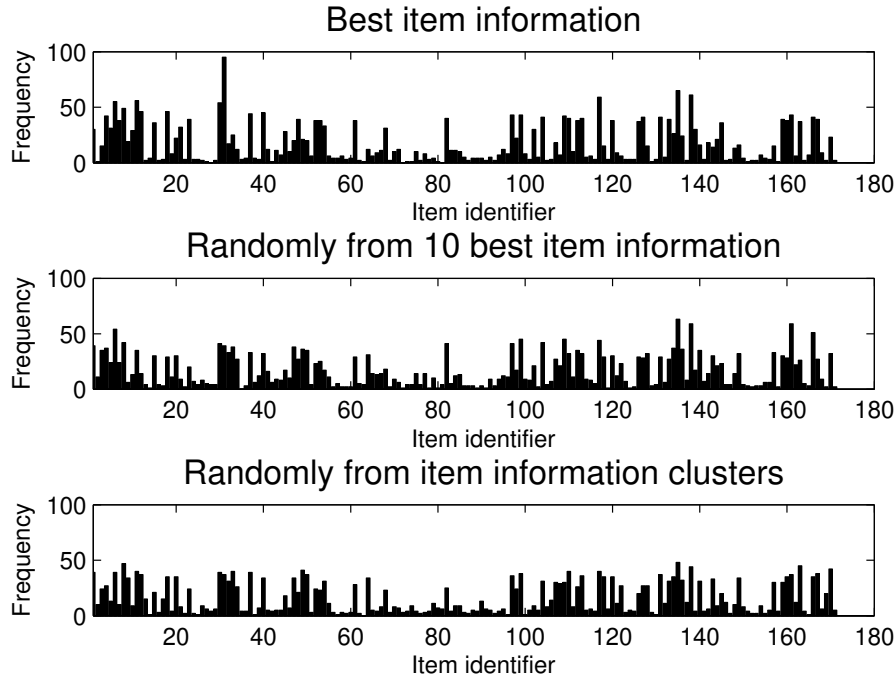 Best item information
100
50
0
Frequency
20 40 60 80 100 120 140 160 180
Item identifier
Randomly from 10 best item information
100
50
0
Frequency
20 40 60 80 100 120 140 160 180
Item identifier
Randomly from item information clusters
100
50
0
Frequency
20 40 60 80 100 120 140 160 180
Item identifier